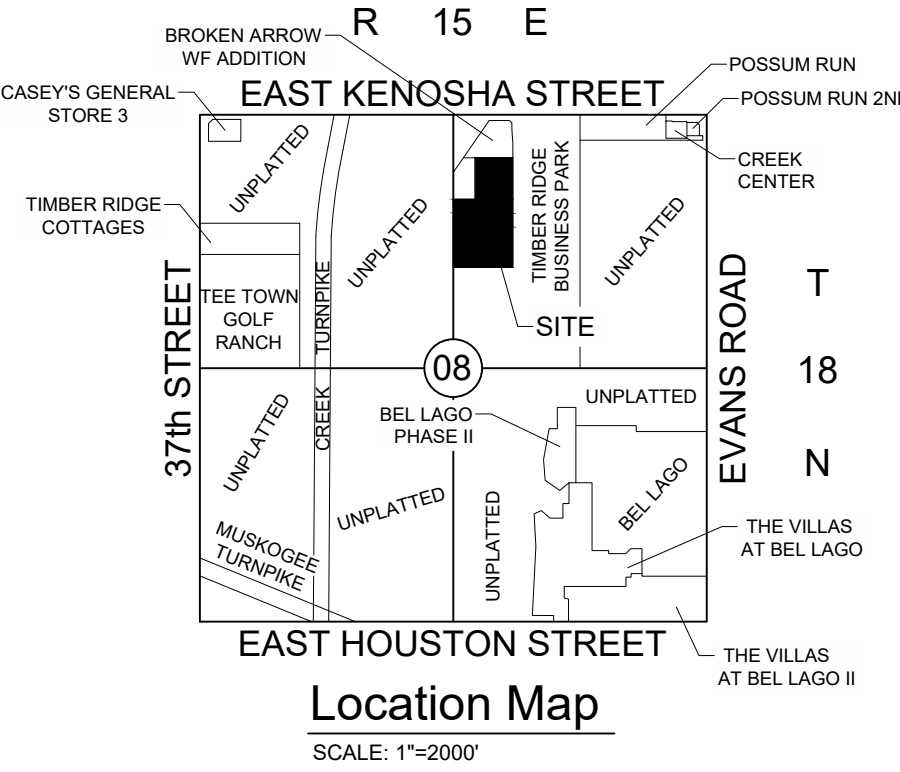 R 15 E
BROKEN ARROW
WF ADDITION
POSSUM RUN
CASEY'S GENERAL
STORE 3
EAST KENOSHA STREET
POSSUM RUN 2N
CREEK
CENTER
UNPLATTED
UNPLATTED
TIMBER RIDGE
BUSINESS PARK
UNPLATTED
TIMBER RIDGE
COTTAGES
TEE TOWN
GOLF
RANCH
CREEK TURNPIKE
SITE
37th STREET
EVANS ROAD
T
18
N
08
UNPLATTED
BEL LAGO
PHASE II
UNPLATTED
UNPLATTED
UNPLATTED
BEL LAGO
MUSKOGEE
TURNPIKE
THE VILLAS
AT BEL LAGO
EAST HOUSTON STREET
THE VILLAS
AT BEL LAGO II
Location Map
SCALE: 1"=2000'